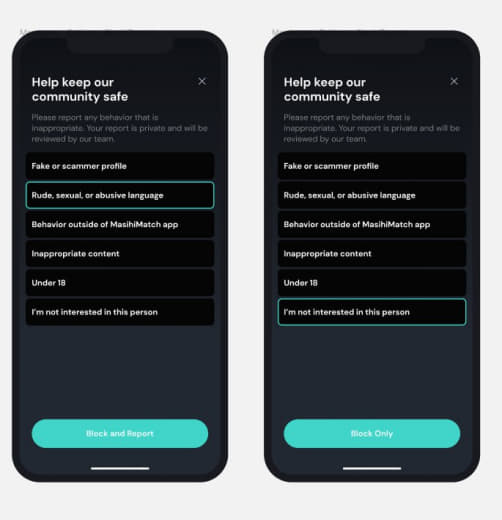 Help keep our
community safe
Please report any behavior that is
inappropriate. Your report is private and will be
reviewed by our team.
Fake or scammer profile
Rude, sexual, or abusive language
Behavior outside of MasihiMatch app
Inappropriate content
Under 18
I'm not interested in this person
Block and Report
Help keep our
community safe
Please report any behavior that is
inappropriate. Your report is private and will be
reviewed by our team.
Fake or scammer profile
Rude, sexual, or abusive language
Behavior outside of MasihiMatch app
Inappropriate content
Under 18
I'm not interested in this person
Block Only